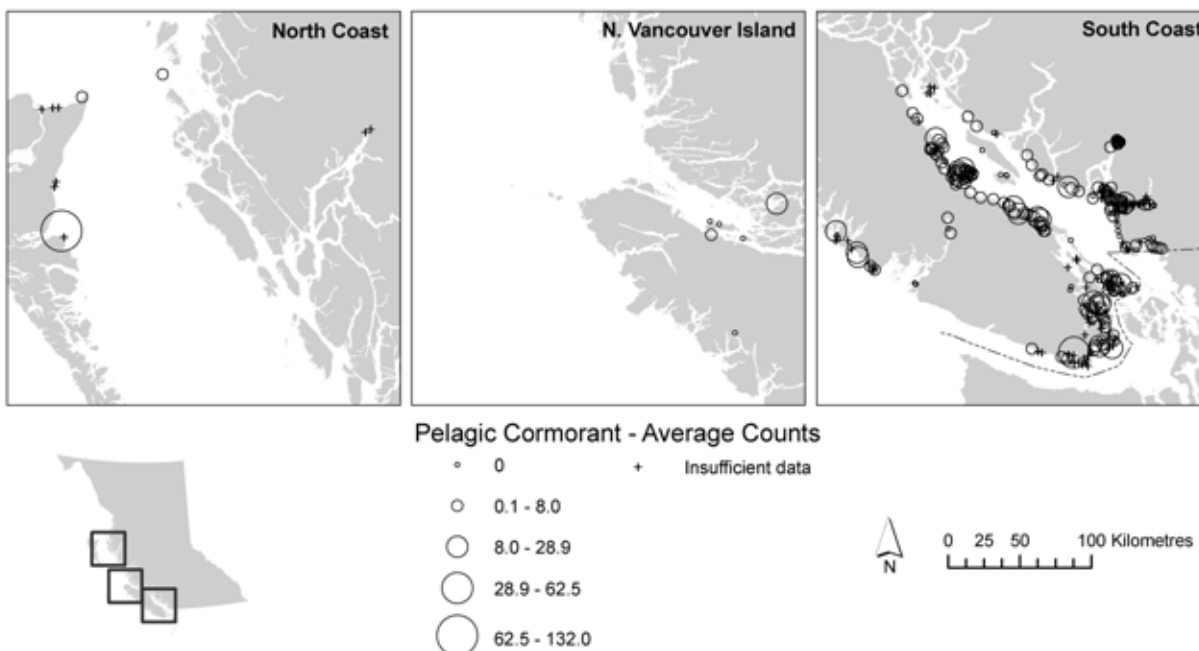 North Coast
N. Vancouver Island
South Coast
Pelagic Cormorant - Average Counts
0
Insufficient data
0.1 - 8.0
8.0 - 28.9
28.9 - 62.5
62.5 - 132.0
N
0 25 50 100 Kilometres